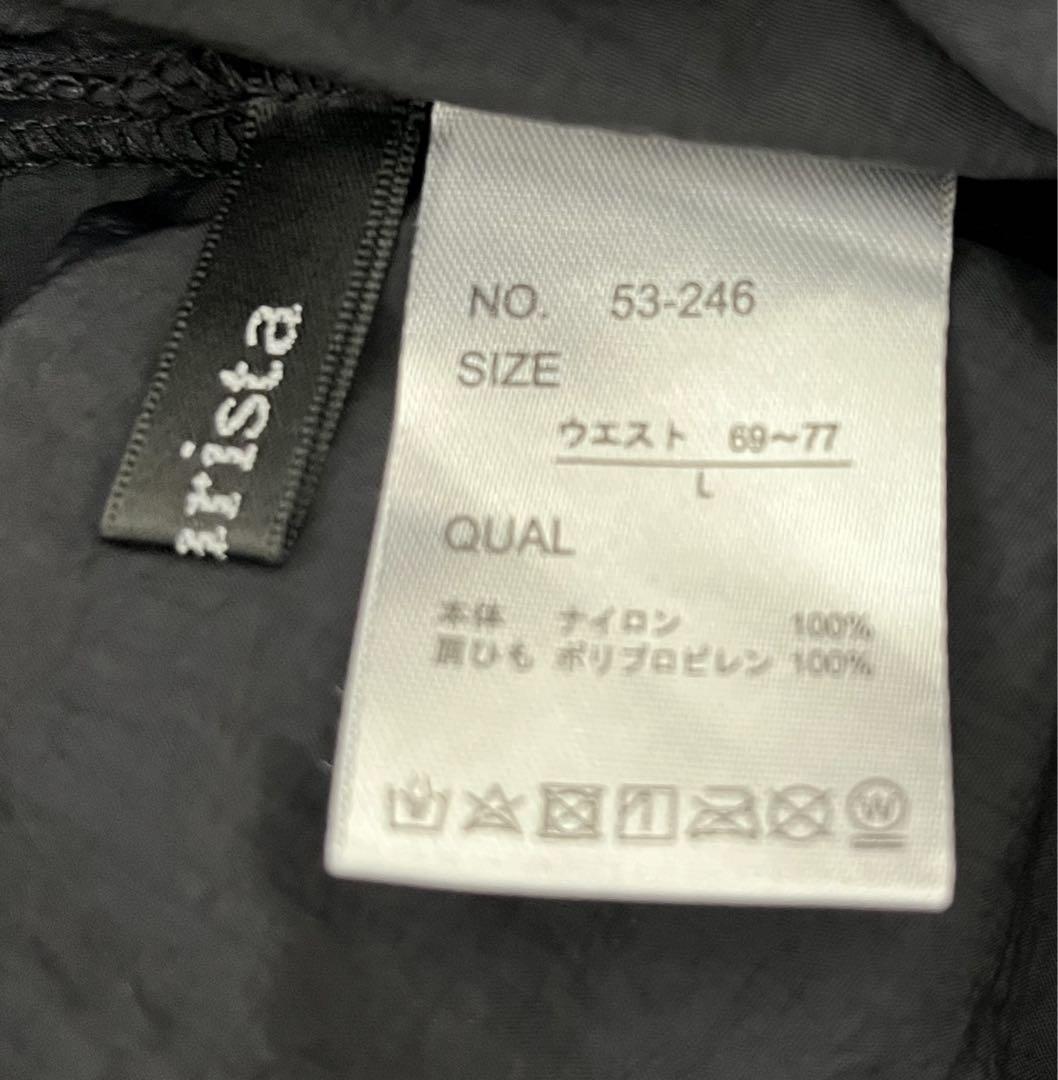 rista
NO. 53-246
SIZE
ウエスト 69～77
L
QUAL
本体 ナイロン 100%
肩ひも ポリプロピレン 100%
W